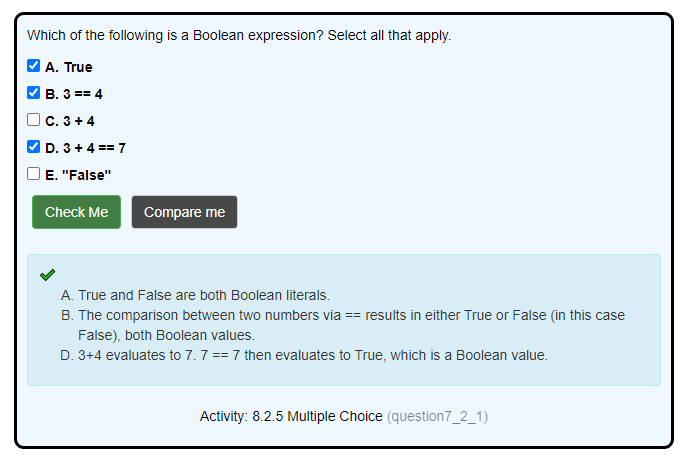 Which of the following is a Boolean expression? Select all that apply.
A. True
B. 3 == 4
C. 3 + 4
D. 3 + 4 == 7
E. "False"
Check Me Compare me
A. True and False are both Boolean literals.
B. The comparison between two numbers via == results in either True or False (in this case
False), both Boolean values.
D. 3+4 evaluates to 7. 7 == 7 then evaluates to True, which is a Boolean value.
Activity: 8.2.5 Multiple Choice (question7_2_1)